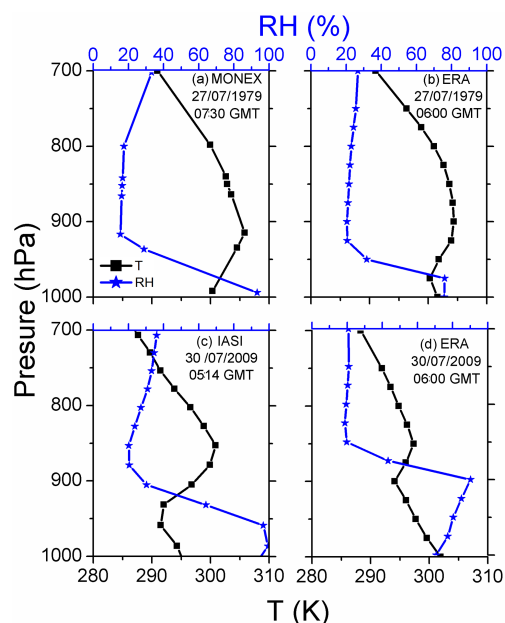 RH (%)
0 20 40 60 80 100 0 20 40 60 80 100
700
(a) MONEX
27/07/1979
0730 GMT
(b) ERA
27/07/1979
0600 GMT
800
900
T
RH
1000
Presure (hPa)
700
(c) IASI
30 /07/2009
0514 GMT
(d) ERA
30/07/2009
0600 GMT
800
900
1000
280 290 300 310 280 290 300 310
T (K)